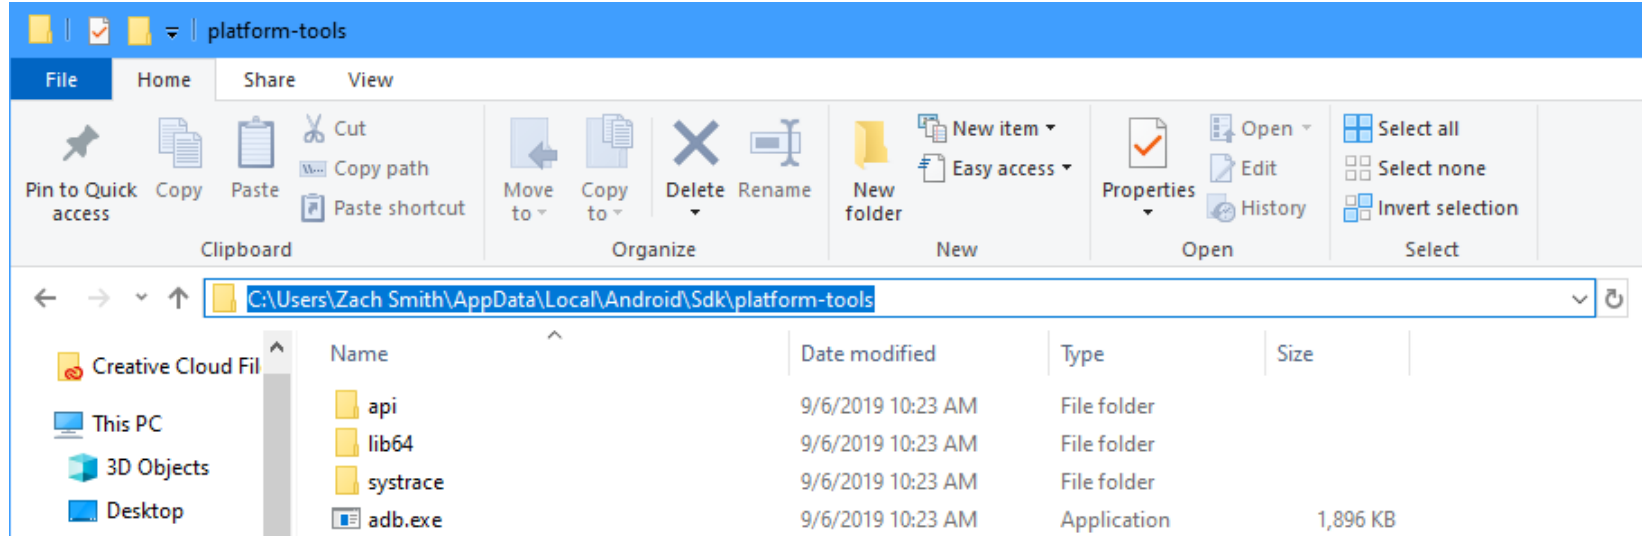 platform-tools
File Home Share View
Pin to Quick access
Copy
Paste
Cut
Copy path
Paste shortcut
Clipboard
Move to
Copy to
Delete
Rename
Organize
New folder
New item
Easy access
New
Properties
Open
Edit
History
Open
Select all
Select none
Invert selection
Select
C:\Users\Zach Smith\AppData\Local\Android\Sdk\platform-tools
Creative Cloud Fil
This PC
3D Objects
Desktop
Name Date modified Type Size
api 9/6/2019 10:23 AM File folder
lib64 9/6/2019 10:23 AM File folder
systrace 9/6/2019 10:23 AM File folder
adb.exe 9/6/2019 10:23 AM Application 1,896 KB